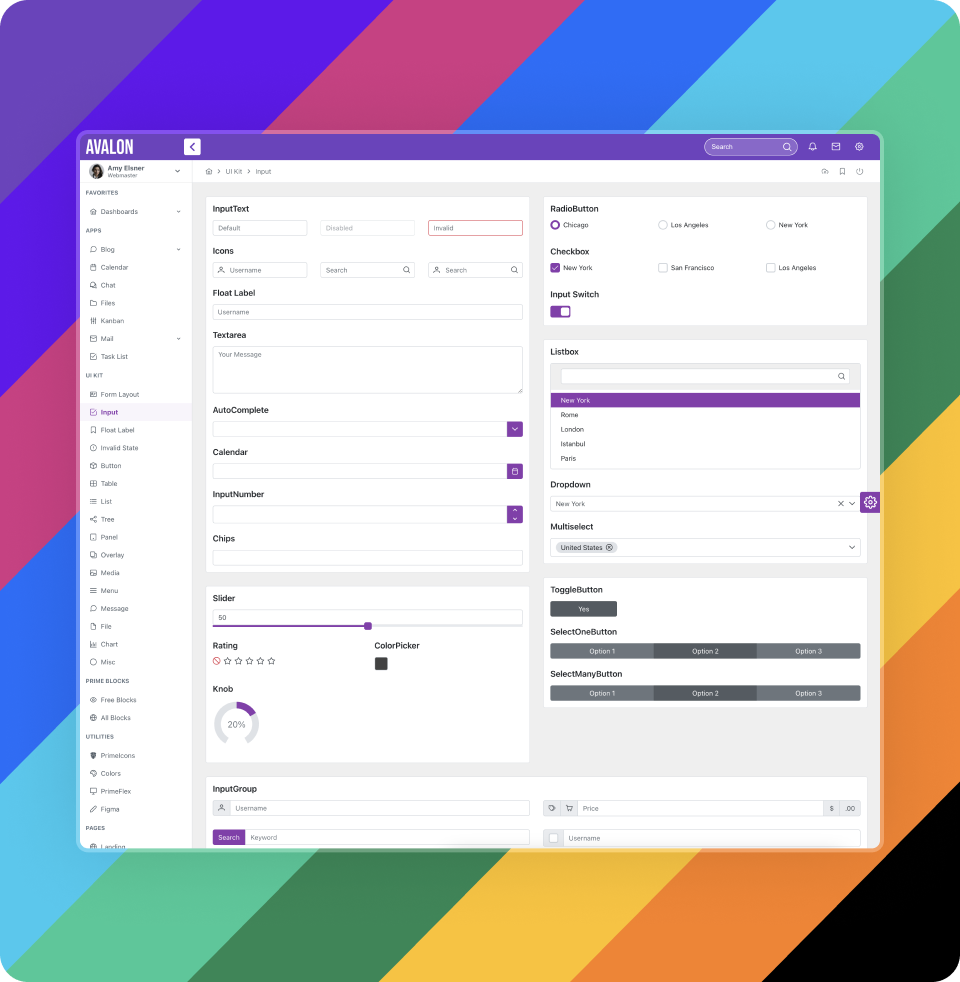 AVALON
Search
Amy Elsner
Webmaster
FAVORITES
Dashboards
APPS
Blog
Calendar
Chat
Files
Kanban
Mail
Task List
UI KIT
Form Layout
Input
Float Label
Invalid State
Button
Table
List
Tree
Panel
Overlay
Media
Menu
Message
File
Chart
Misc
PRIME BLOCKS
Free Blocks
All Blocks
UTILITIES
PrimeIcons
Colors
PrimeFlex
Figma
PAGES
Landing
UI Kit > Input
InputText
Default
Disabled
Invalid
Icons
Username
Search
Search
Float Label
Username
Textarea
Your Message
AutoComplete
Calendar
InputNumber
Chips
Slider
50
Rating
ColorPicker
Knob
20%
RadioButton
Chicago
Los Angeles
New York
Checkbox
New York
San Francisco
Los Angeles
Input Switch
Listbox
New York
Rome
London
Istanbul
Paris
Dropdown
New York
Multiselect
United States
ToggleButton
Yes
SelectOneButton
Option 1
Option 2
Option 3
SelectManyButton
Option 1
Option 2
Option 3
InputGroup
Username
Price
$
.00
Search
Keyword
Username